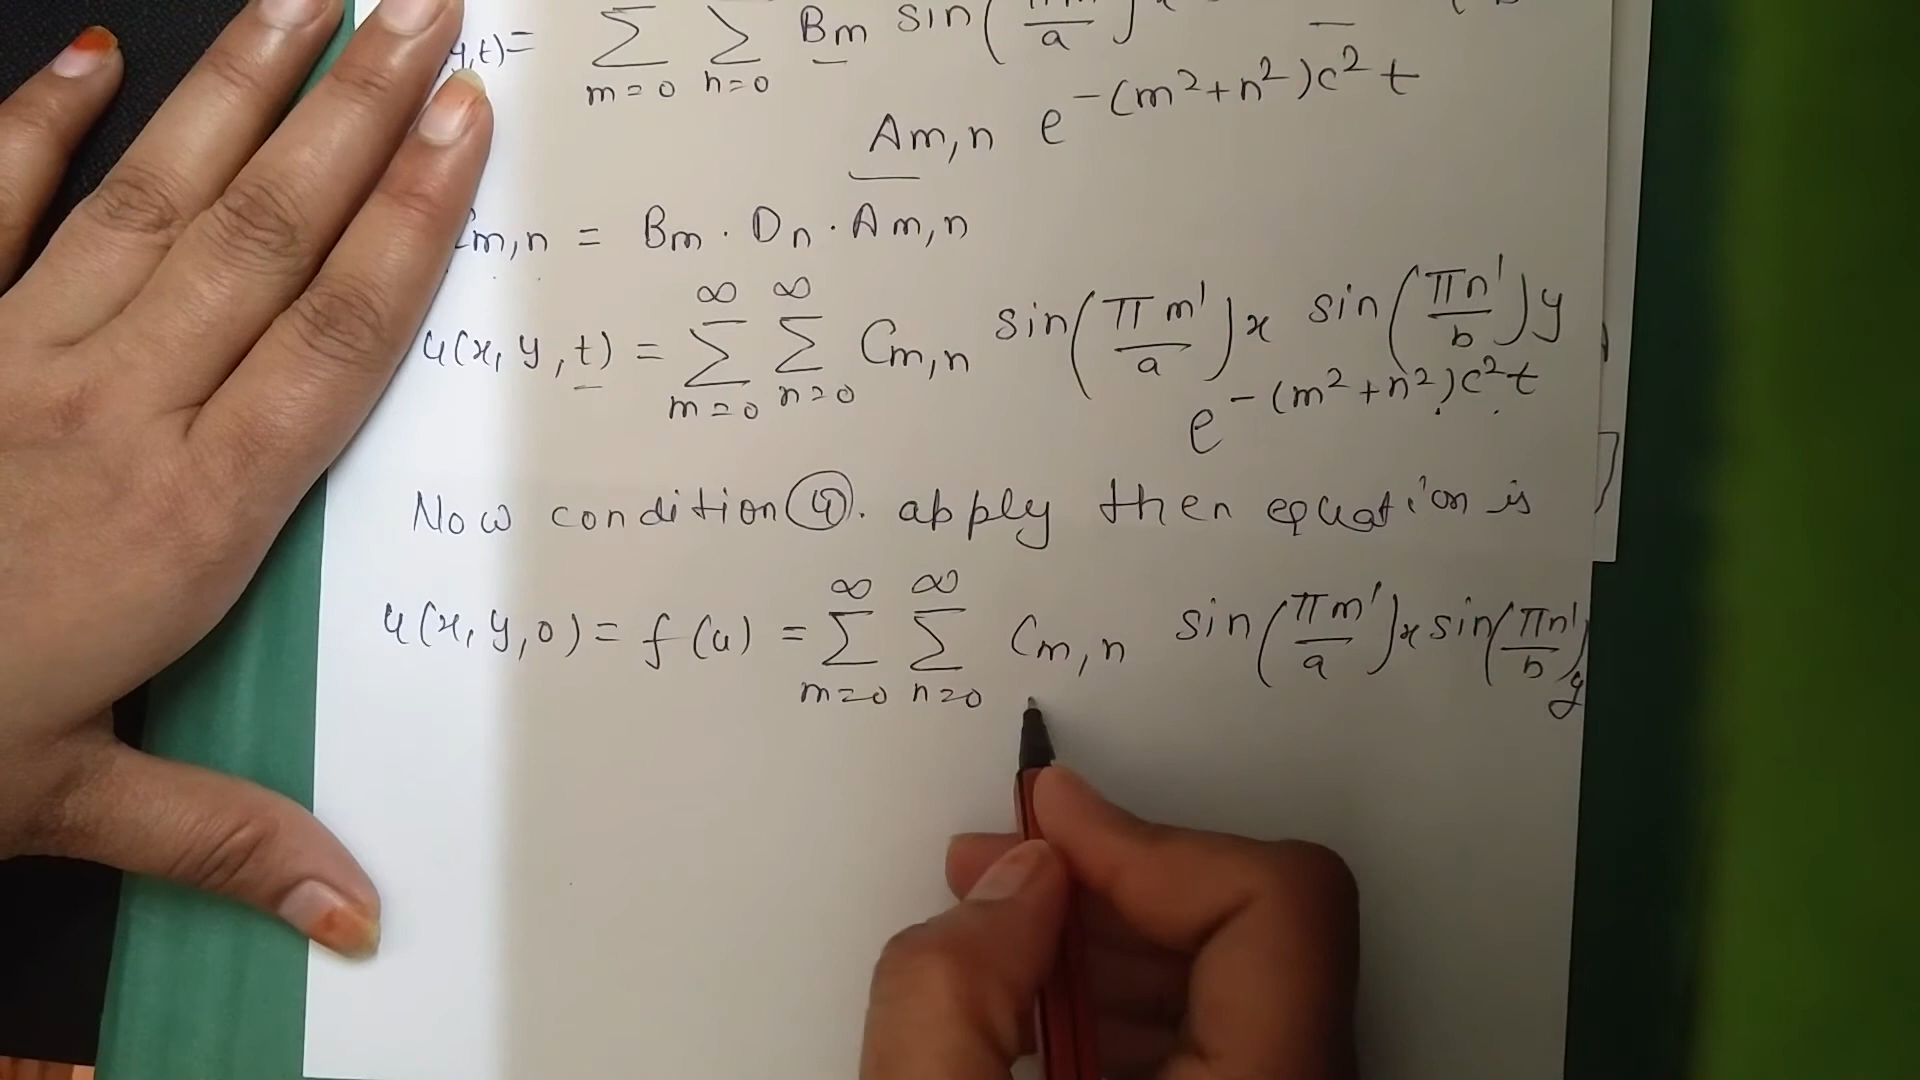 y,t) = ∑ ∑ Bm sin( /a)
m=0 n=0
Am,n e^-(m²+n²)c²t
m,n = Bm . Dn . Am,n
u(x, y, t) = ∞∑m=0 ∞∑n=0 Cm,n sin(πm'/a)x sin(πn'/b)y
e^-(m²+n²)c²t
Now condition ④. apply then equation is
u(x, y, 0) = f(u) = ∞∑m=0 ∞∑n=0 Cm,n sin(πm'/a)x sin(πn'/b)y